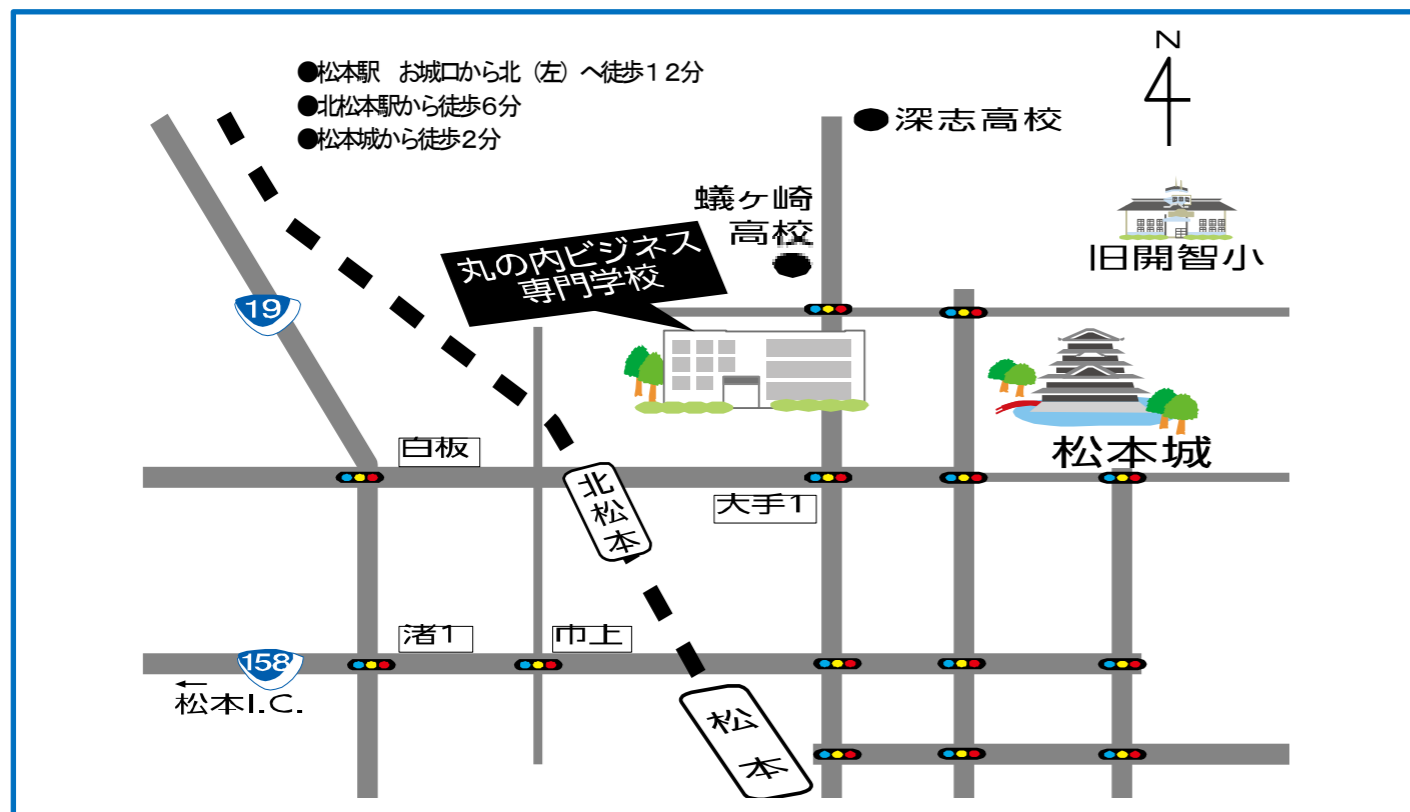 ●松本駅　お城口から北（左）へ徒歩１２分
●北松本駅から徒歩６分
●松本城から徒歩２分
N
●深志高校
蟻ヶ崎
高校
旧開智小
丸の内ビジネス
専門学校
19
松本城
白板
北松本
大手1
渚1
巾上
158
←
松本I.C.
松本